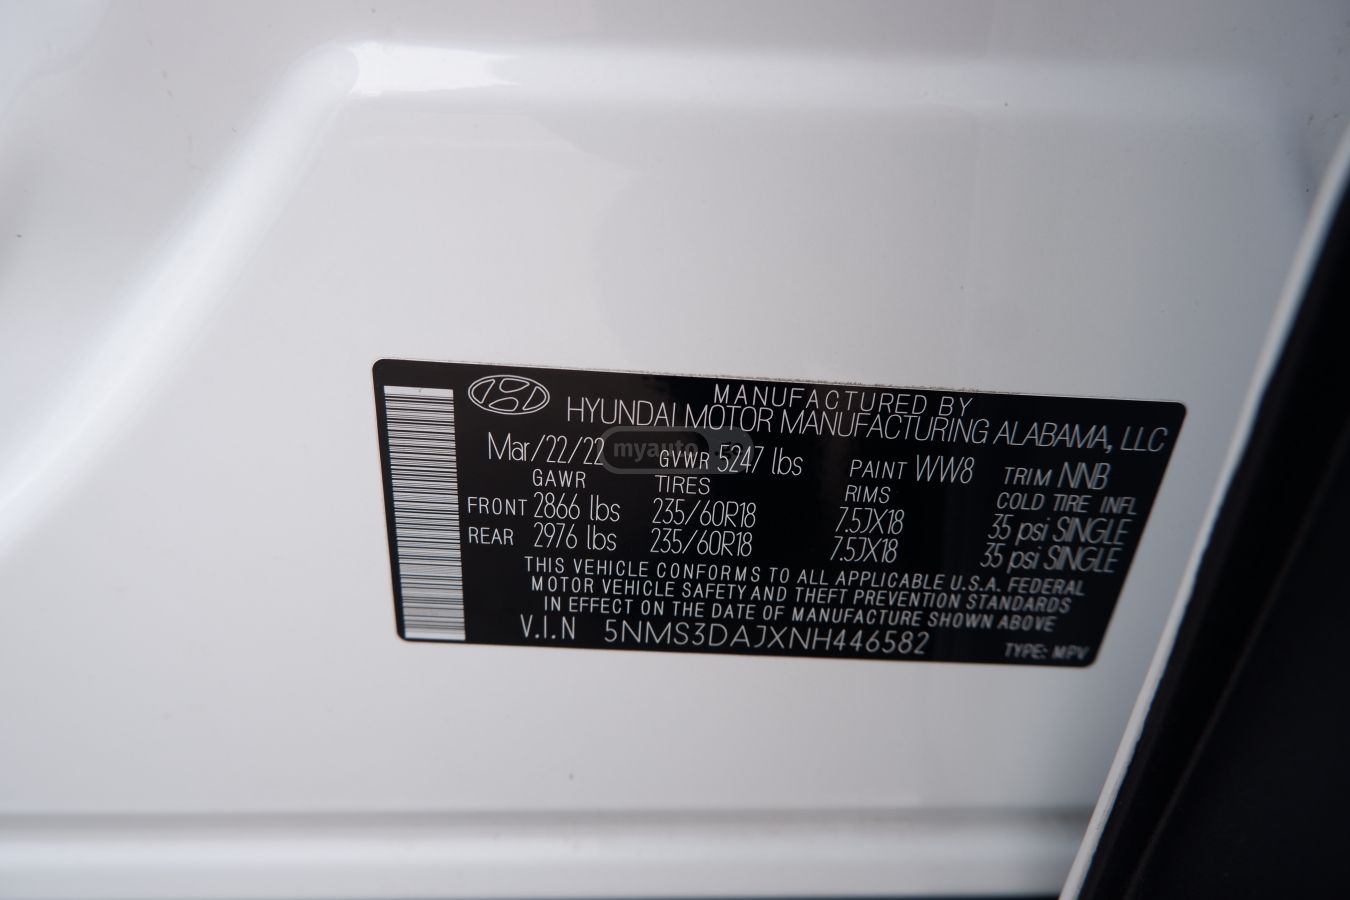 MANUFACTURED BY
HYUNDAI MOTOR MANUFACTURING ALABAMA, LLC
Mar/22/22 GVWR 5247 lbs PAINT WW8 TRIM NNB
GAWR TIRES RIMS COLD TIRE INFL
FRONT 2866 lbs 235/60R18 7.5JX18 35 psi SINGLE
REAR 2976 lbs 235/60R18 7.5JX18 35 psi SINGLE
THIS VEHICLE CONFORMS TO ALL APPLICABLE U.S.A. FEDERAL
MOTOR VEHICLE SAFETY AND THEFT PREVENTION STANDARDS
IN EFFECT ON THE DATE OF MANUFACTURE SHOWN ABOVE
V.I.N 5NMS3DAJXNH446582
TYPE: MPV
myauto